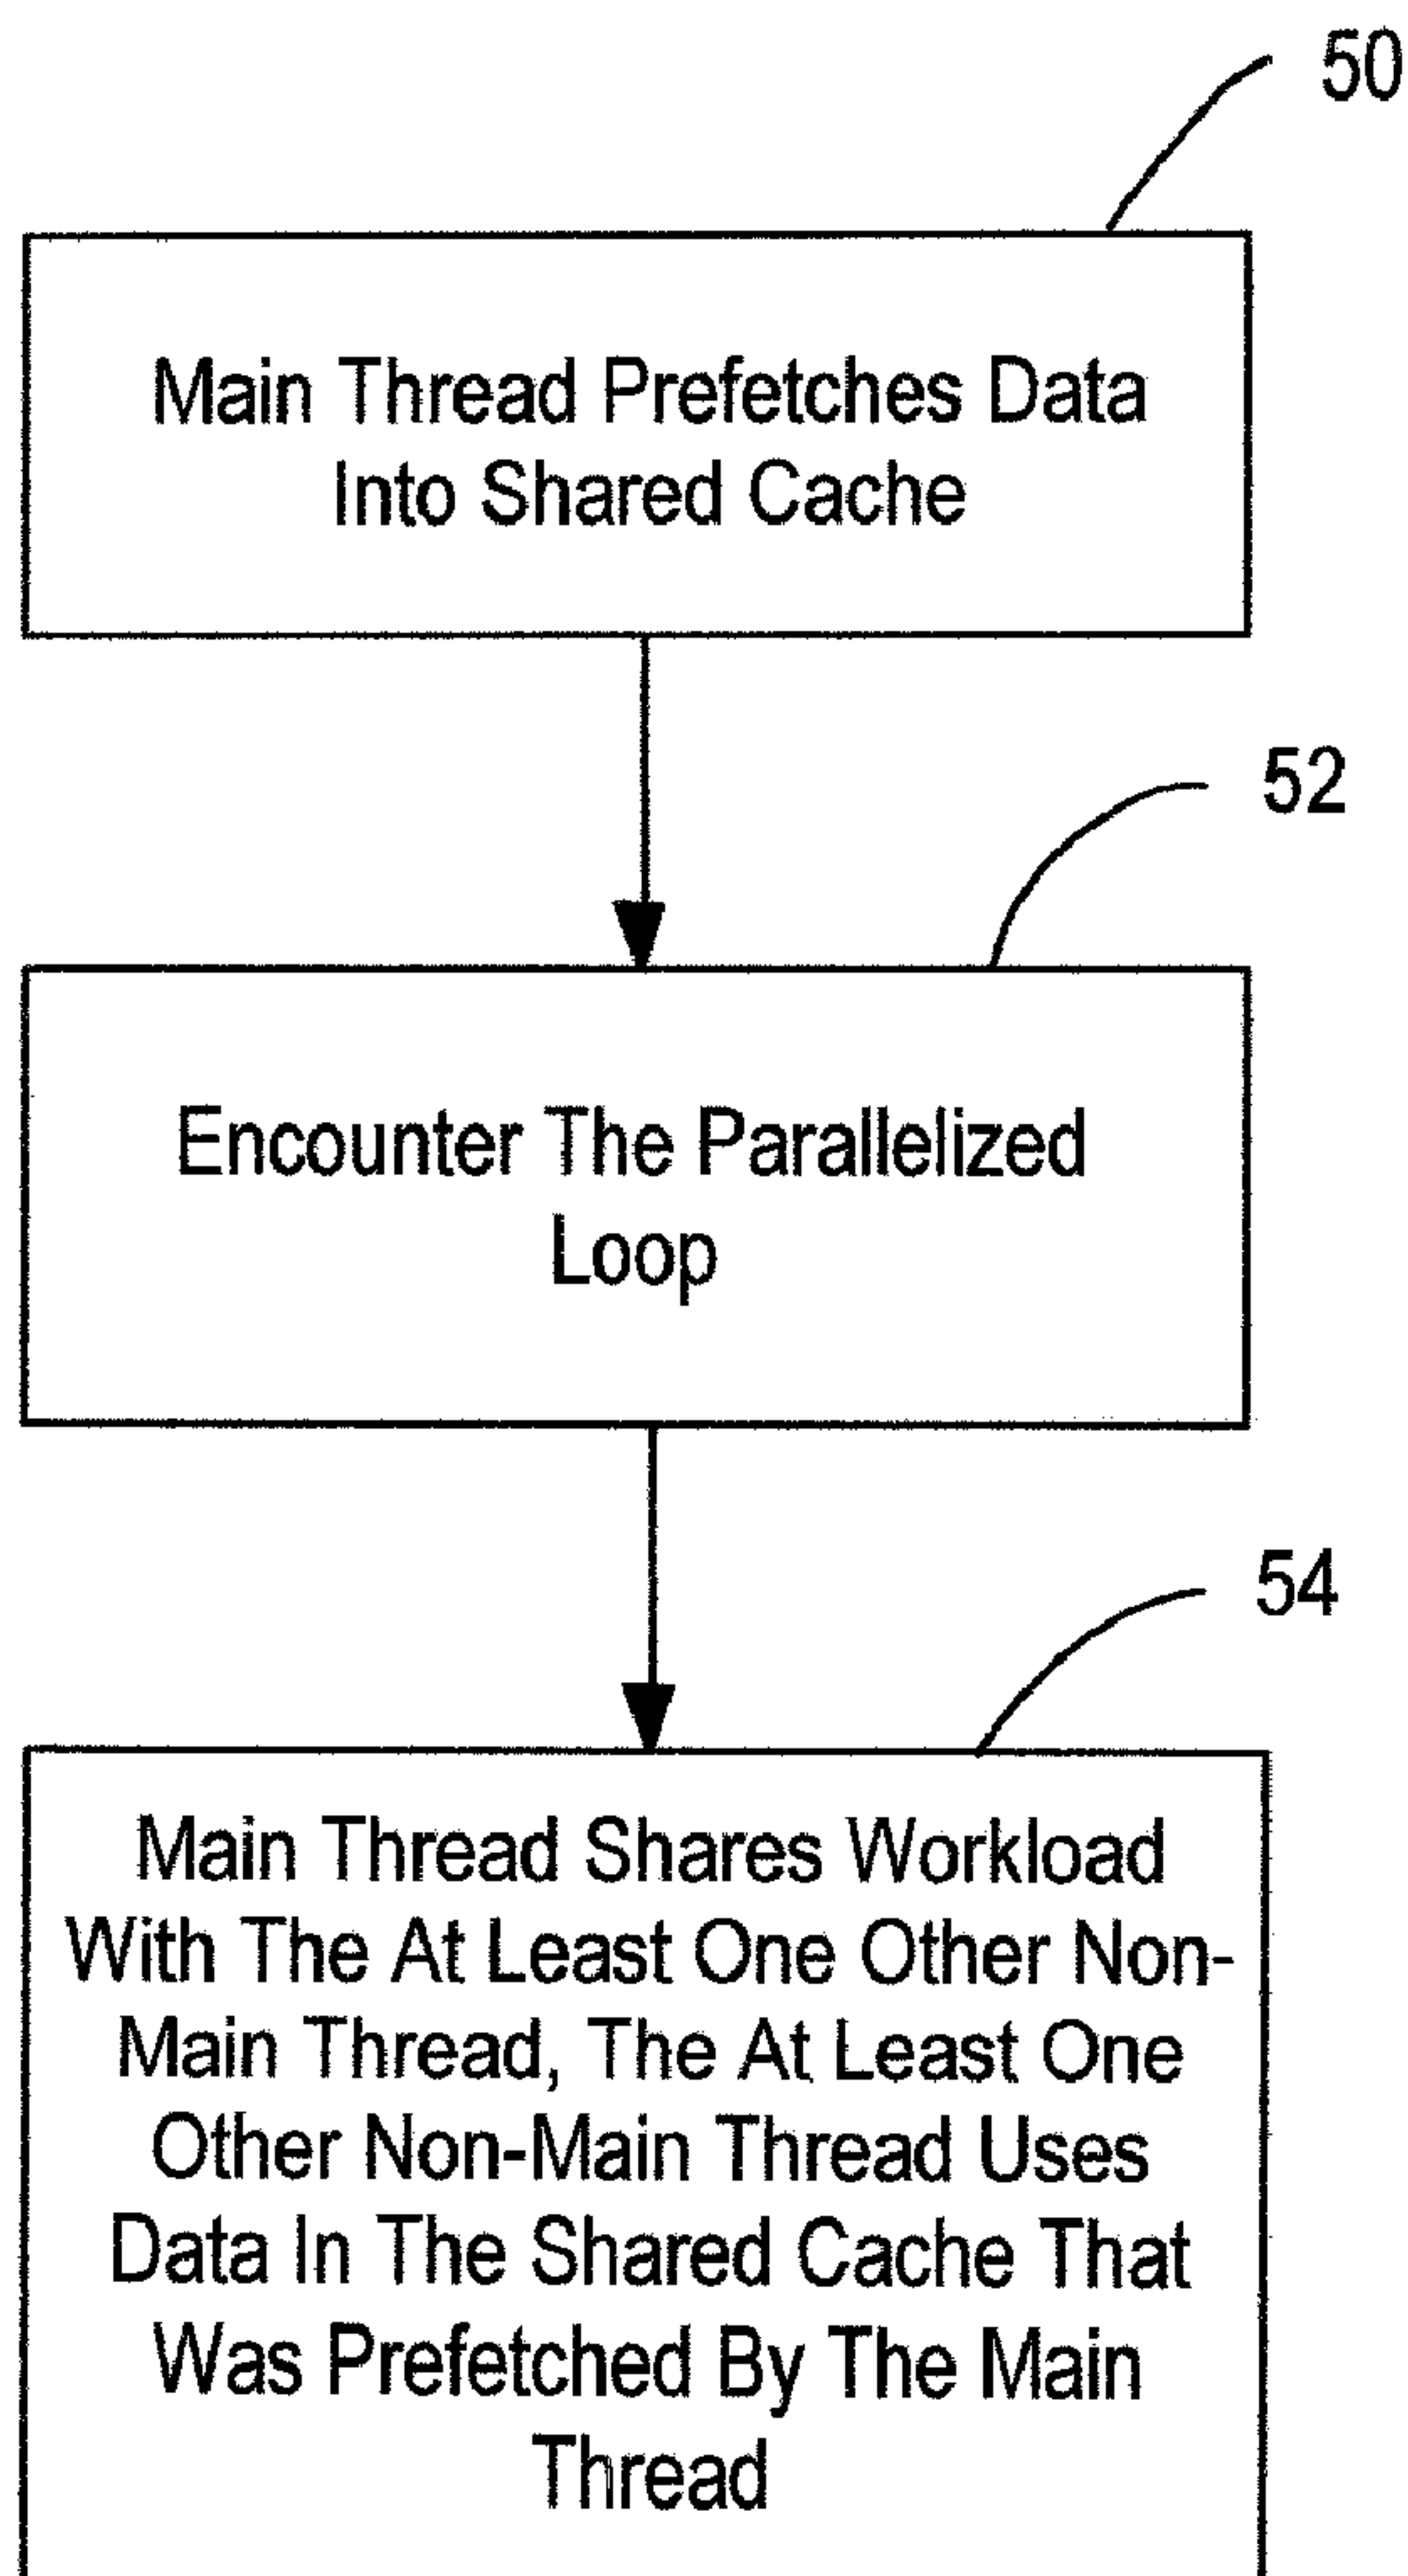 50
Main Thread Prefetches Data
Into Shared Cache
52
Encounter The Parallelized
Loop
54
Main Thread Shares Workload
With The At Least One Other Non-
Main Thread, The At Least One
Other Non-Main Thread Uses
Data In The Shared Cache That
Was Prefetched By The Main
Thread